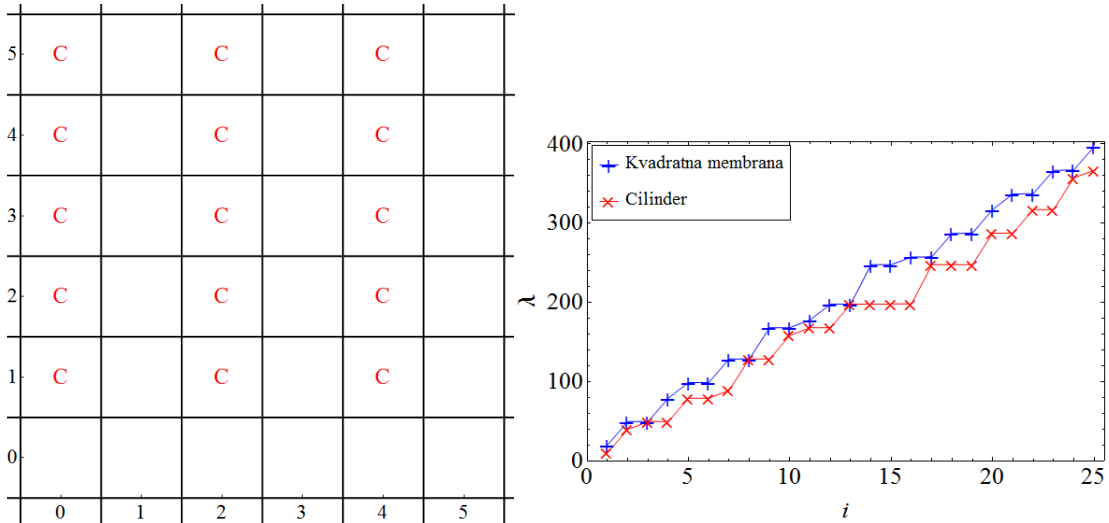 5 C C C
4 C C C
3 C C C
2 C C C
1 C C C
0
0 1 2 3 4 5
400
300
200
100
0
λ
Kvadratna membrana
Cilinder
0 5 10 15 20 25
i